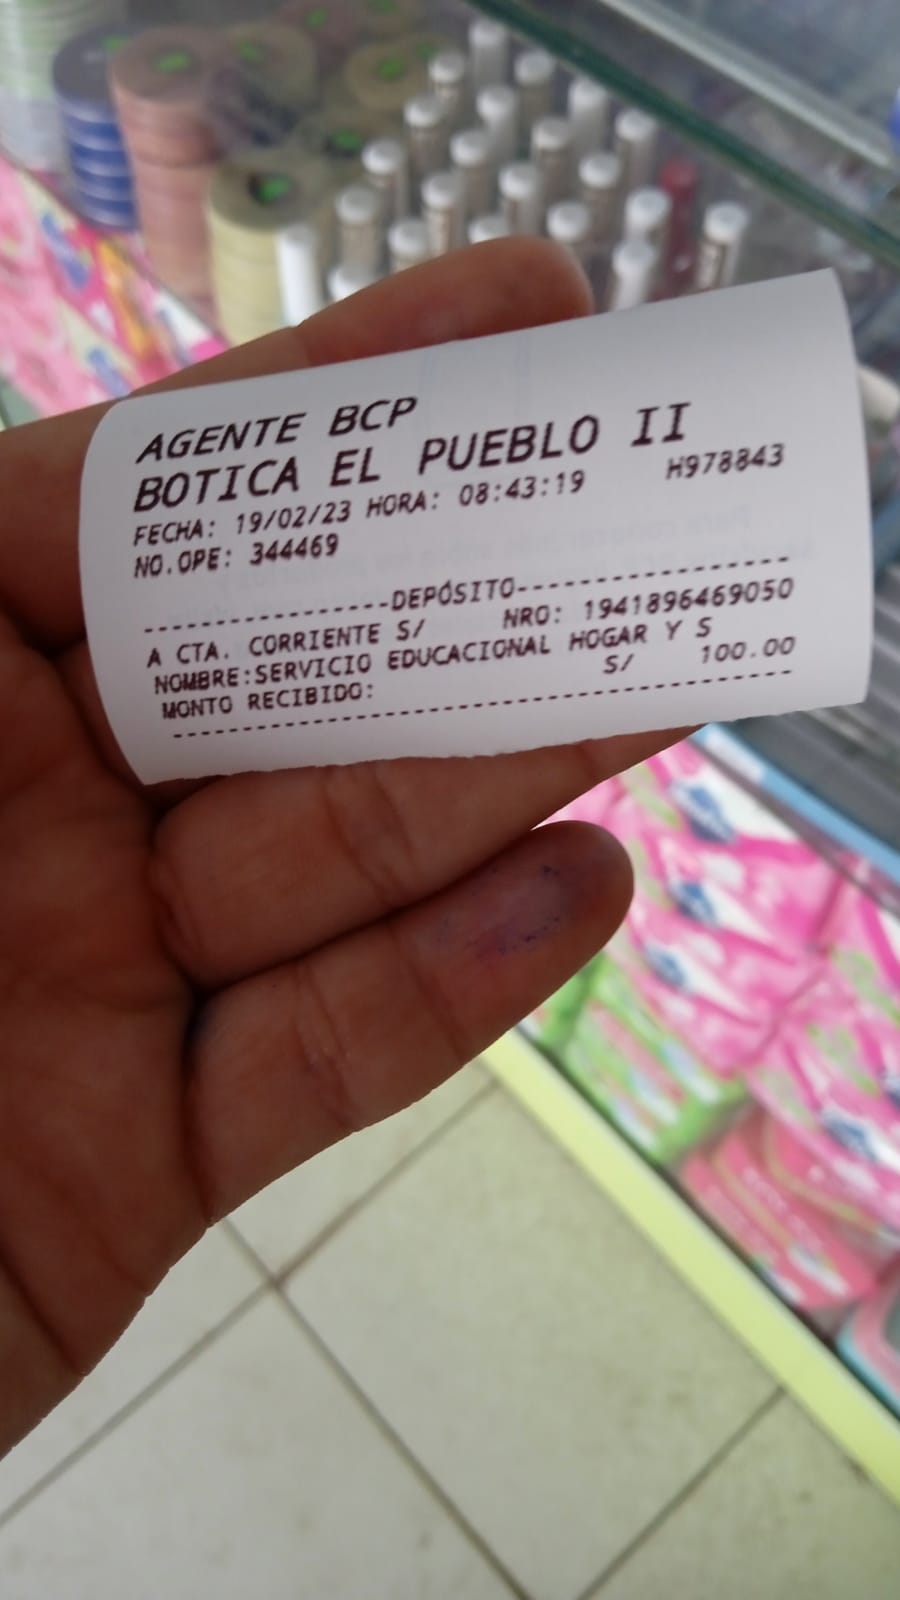 AGENTE BCP
BOTICA EL PUEBLO II
FECHA: 19/02/23 HORA: 08:43:19 H978843
NO.OPE: 344469
-----------------DEPÓSITO-----------------
A CTA. CORRIENTE S/ NRO: 1941896469050
NOMBRE:SERVICIO EDUCACIONAL HOGAR Y S
MONTO RECIBIDO: S/ 100.00
------------------------------------------